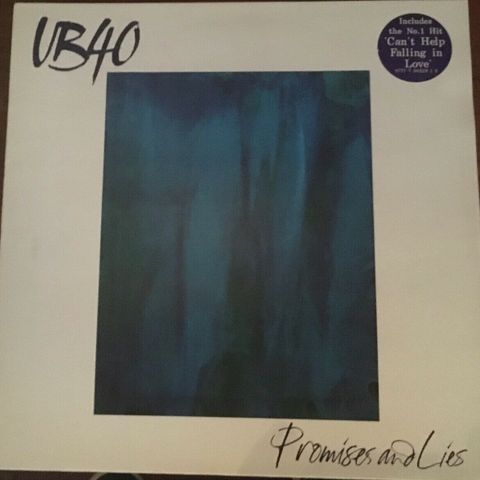 UB40
Includes
the No.1 Hit
'Can't Help
Falling in
Love'
Promises and Lies